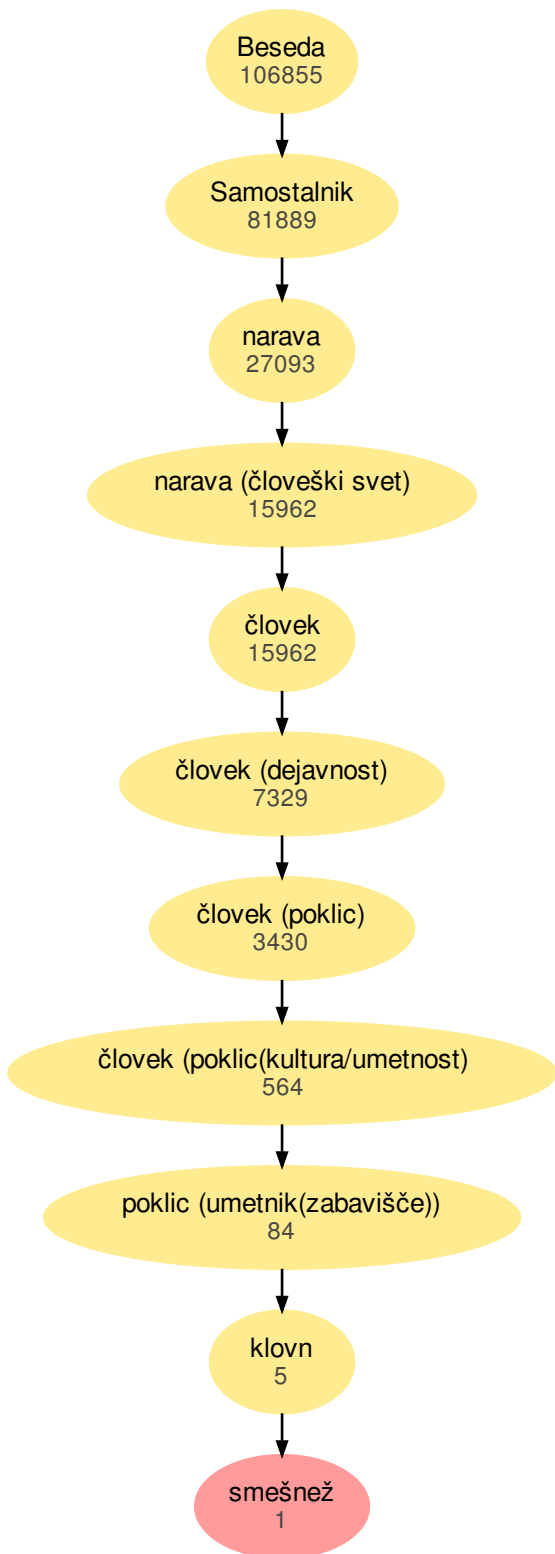 Beseda
106855
Samostalnik
81889
narava
27093
narava (človeški svet)
15962
človek
15962
človek (dejavnost)
7329
človek (poklic)
3430
človek (poklic(kultura/umetnost)
564
poklic (umetnik(zabavišče))
84
klovn
5
smešnež
1